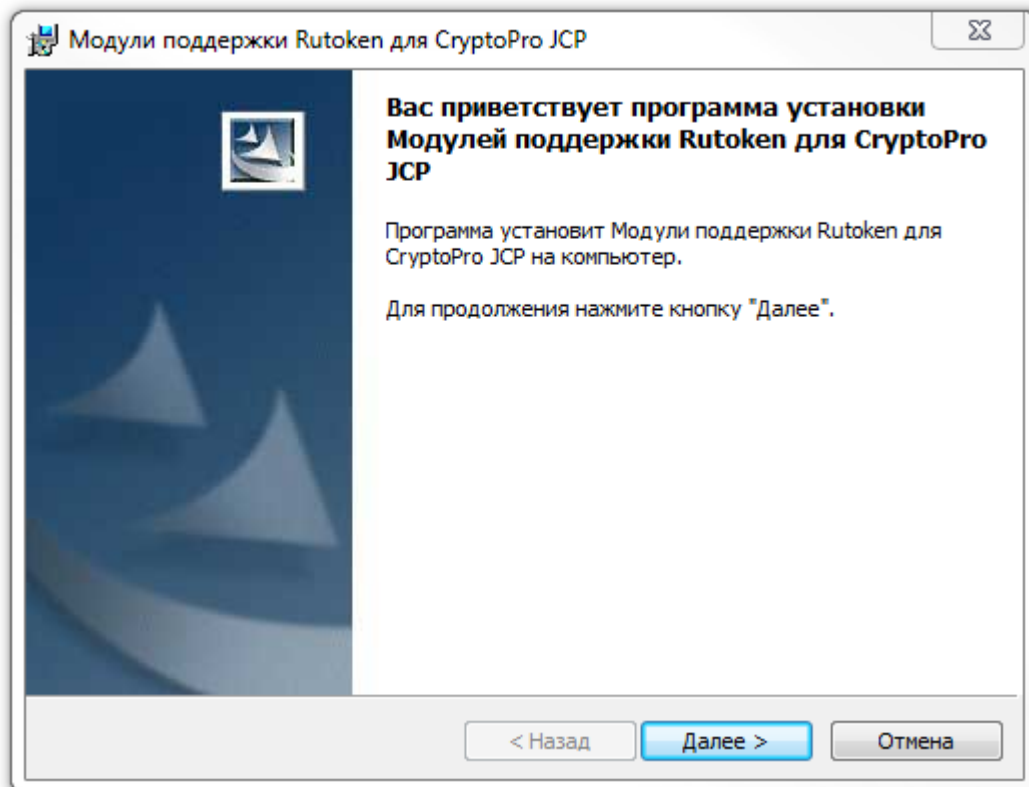 Модули поддержки Rutoken для CryptoPro JCP
Вас приветствует программа установки
Модулей поддержки Rutoken для CryptoPro
JCP
Программа установит Модули поддержки Rutoken для
CryptoPro JCP на компьютер.
Для продолжения нажмите кнопку "Далее".
< Назад
Далее >
Отмена